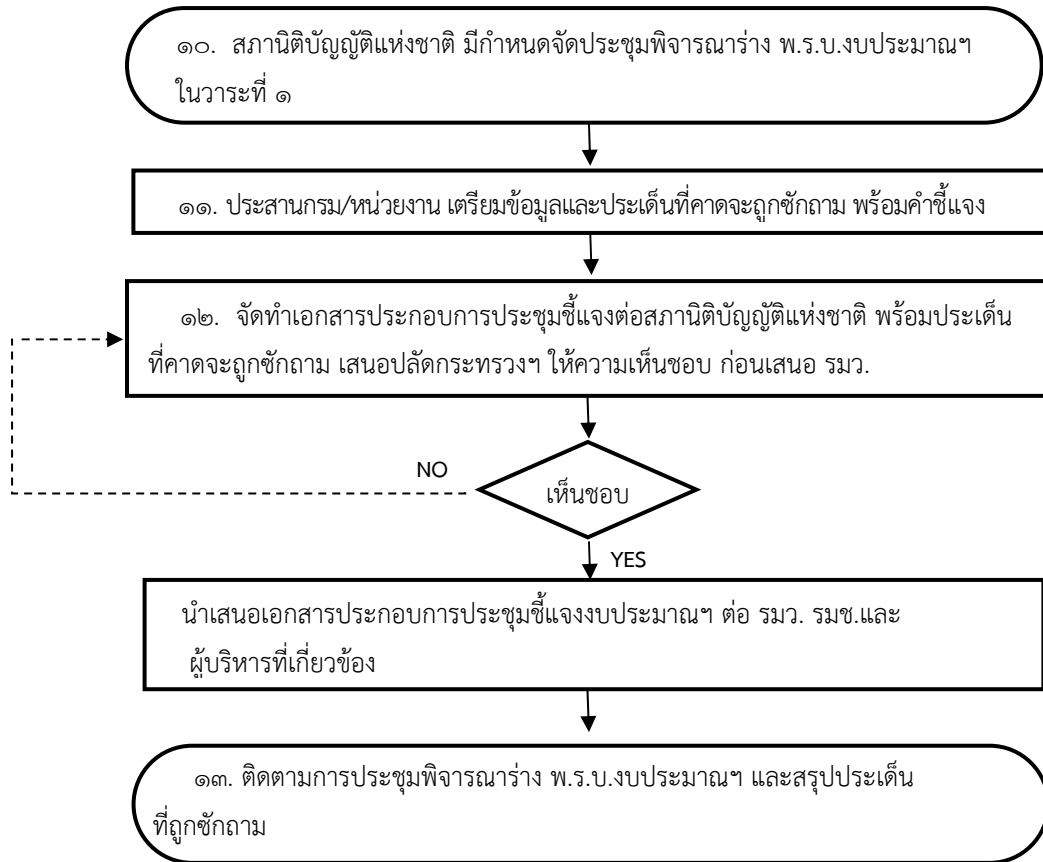 ๑๐. สภานิติบัญญัติแห่งชาติ มีกำหนดจัดประชุมพิจารณาร่าง พ.ร.บ.งบประมาณฯ
ในวาระที่ ๑
๑๑. ประสานกรม/หน่วยงาน เตรียมข้อมูลและประเด็นที่คาดจะถูกซักถาม พร้อมคำชี้แจง
๑๒. จัดทำเอกสารประกอบการประชุมชี้แจงต่อสภานิติบัญญัติแห่งชาติ พร้อมประเด็น
ที่คาดจะถูกซักถาม เสนอปลัดกระทรวงฯ ให้ความเห็นชอบ ก่อนเสนอ รมว.
NO
เห็นชอบ
YES
นำเสนอเอกสารประกอบการประชุมชี้แจงงบประมาณฯ ต่อ รมว. รมช.และ
ผู้บริหารที่เกี่ยวข้อง
๑๓. ติดตามการประชุมพิจารณาร่าง พ.ร.บ.งบประมาณฯ และสรุปประเด็น
ที่ถูกซักถาม